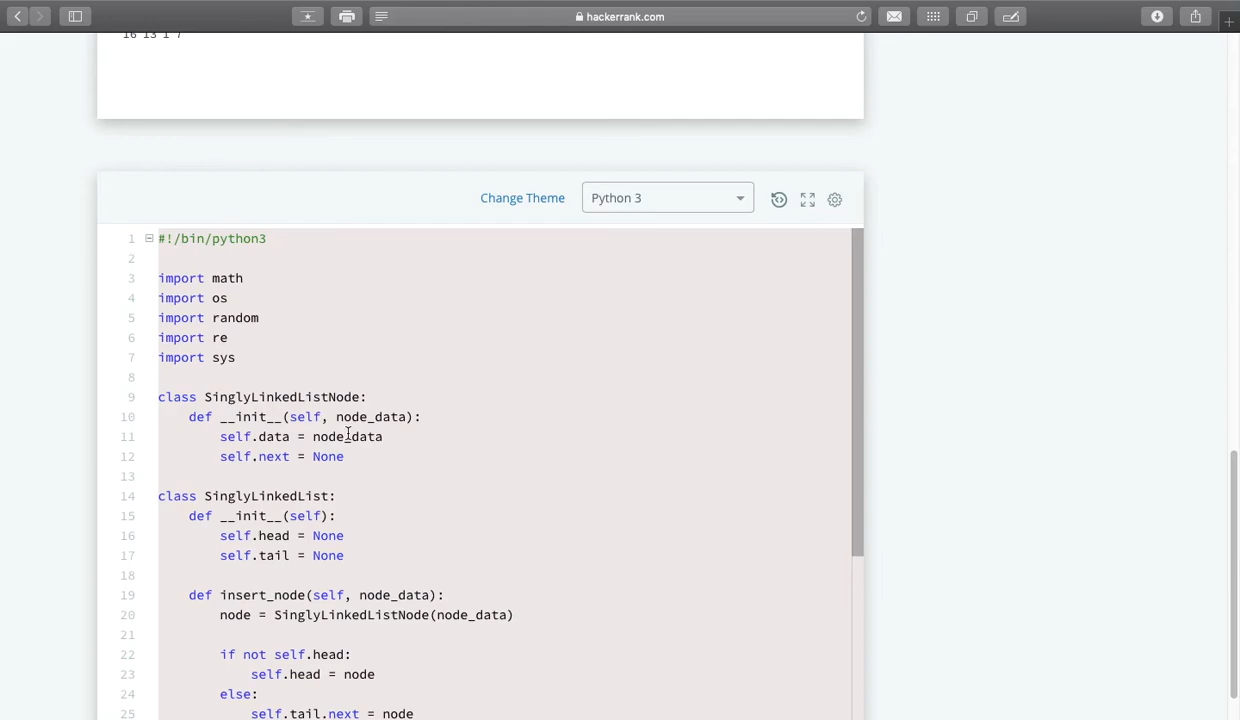 hackerrank.com
16 13 1 7
Change Theme
Python 3
1 #!/bin/python3
2
3 import math
4 import os
5 import random
6 import re
7 import sys
8
9 class SinglyLinkedListNode:
10 def __init__(self, node_data):
11 self.data = node_data
12 self.next = None
13
14 class SinglyLinkedList:
15 def __init__(self):
16 self.head = None
17 self.tail = None
18
19 def insert_node(self, node_data):
20 node = SinglyLinkedListNode(node_data)
21
22 if not self.head:
23 self.head = node
24 else:
25 self.tail.next = node